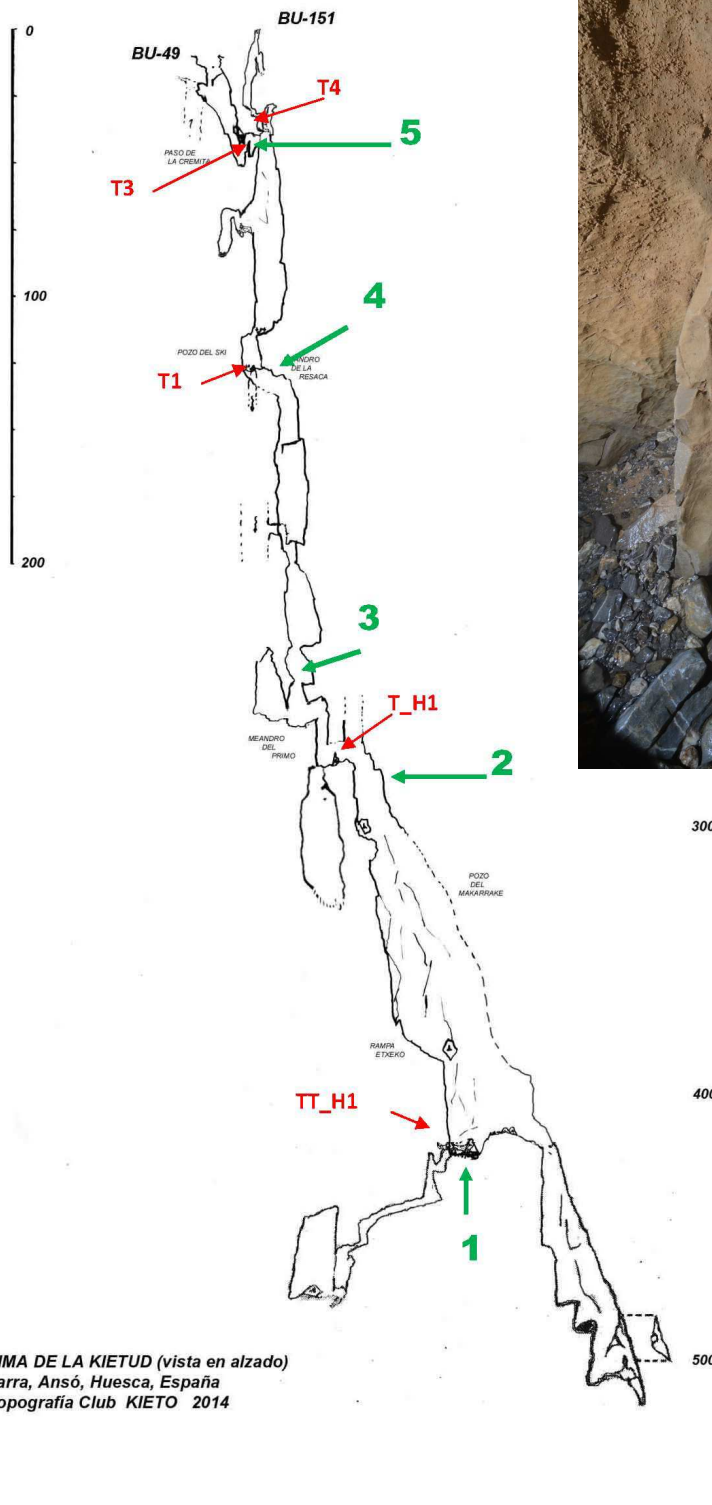 0
BU-151
BU-49
T4
5
PASO DE
LA CREMITA
T3
100
4
POZO DEL SKI
ANDRO
DE LA
RESACA
T1
200
3
T_H1
MEANDRO
DEL
PRIMO
2
300
POZO
DEL
MAKARRAKE
RAMPA
ETXEKO
400
TT_H1
1
IMA DE LA KIETUD (vista en alzado)
arra, Ansó, Huesca, España
opografía Club KIETO 2014
500